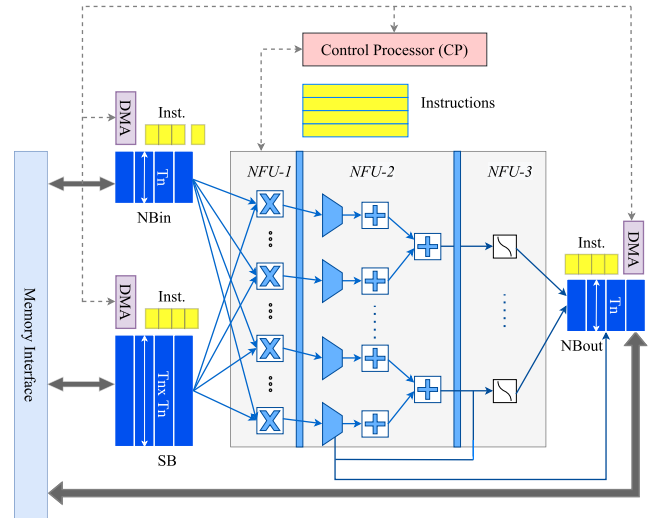 Control Processor (CP)
DMA
Inst.
Instructions
NFU-1
NFU-2
NFU-3
Tn
NBin
DMA
Inst.
DMA
Inst.
Tn
NBout
Memory Interface
Tnx Tn
SB